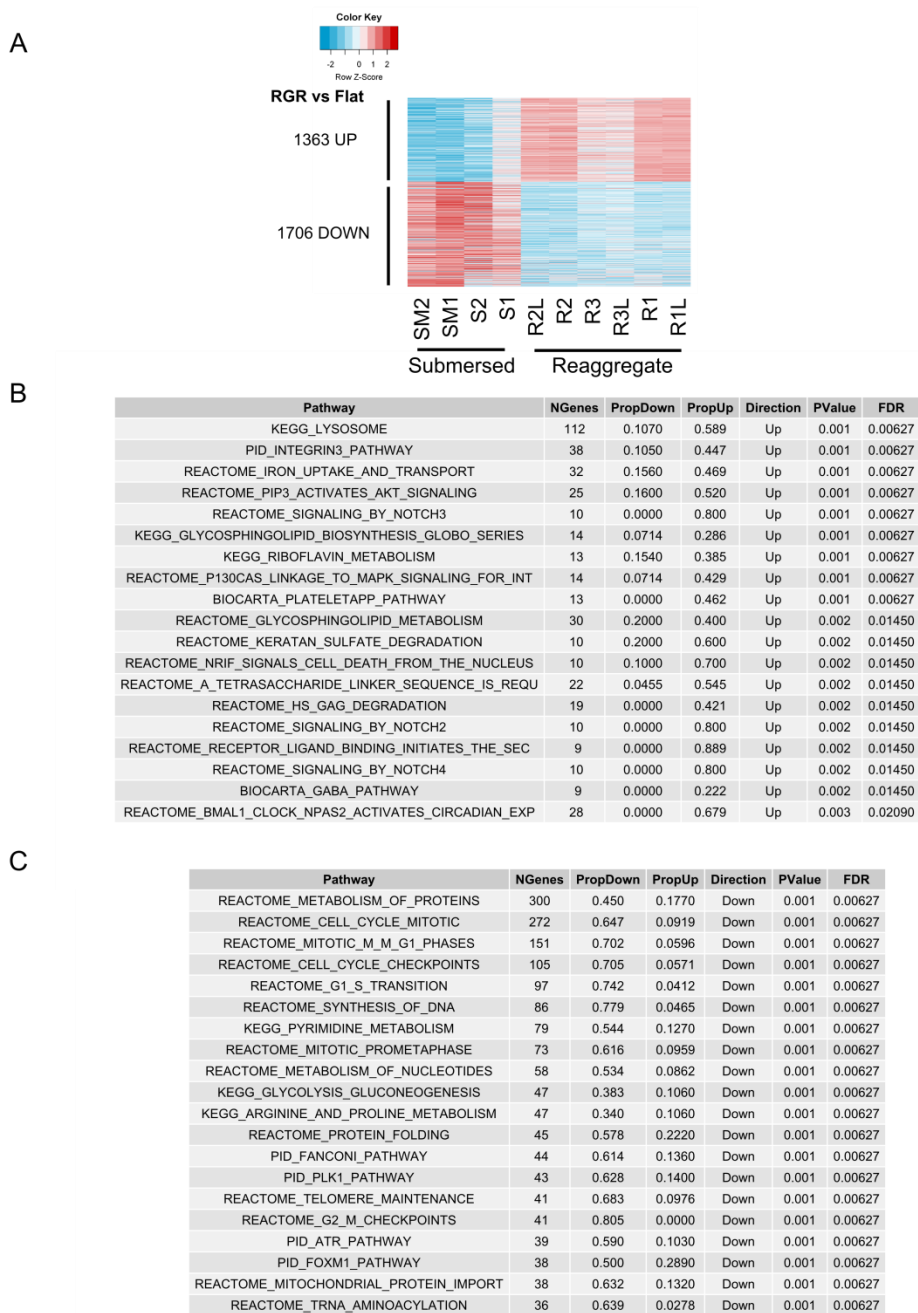 A
Color Key
-2 0 1 2
Row Z-Score
RGR vs Flat
1363 UP
1706 DOWN
SM2 SM1 S2 S1 R2L R2 R3 R3L R1 R1L
Submersed Reaggregate
B
Pathway NGenes PropDown PropUp Direction PValue FDR
KEGG_LYSOSOME 112 0.1070 0.589 Up 0.001 0.00627
PID_INTEGRIN3_PATHWAY 38 0.1050 0.447 Up 0.001 0.00627
REACTOME_IRON_UPTAKE_AND_TRANSPORT 32 0.1560 0.469 Up 0.001 0.00627
REACTOME_PIP3_ACTIVATES_AKT_SIGNALING 25 0.1600 0.520 Up 0.001 0.00627
REACTOME_SIGNALING_BY_NOTCH3 10 0.0000 0.800 Up 0.001 0.00627
KEGG_GLYCOSPHINGOLIPID_BIOSYNTHESIS_GLOBO_SERIES 14 0.0714 0.286 Up 0.001 0.00627
KEGG_RIBOFLAVIN_METABOLISM 13 0.1540 0.385 Up 0.001 0.00627
REACTOME_P130CAS_LINKAGE_TO_MAPK_SIGNALING_FOR_INT 14 0.0714 0.429 Up 0.001 0.00627
BIOCARTA_PLATELETAPP_PATHWAY 13 0.0000 0.462 Up 0.001 0.00627
REACTOME_GLYCOSPHINGOLIPID_METABOLISM 30 0.2000 0.400 Up 0.002 0.01450
REACTOME_KERATAN_SULFATE_DEGRADATION 10 0.2000 0.600 Up 0.002 0.01450
REACTOME_NRIF_SIGNALS_CELL_DEATH_FROM_THE_NUCLEUS 10 0.1000 0.700 Up 0.002 0.01450
REACTOME_A_TETRASACCHARIDE_LINKER_SEQUENCE_IS_REQU 22 0.0455 0.545 Up 0.002 0.01450
REACTOME_HS_GAG_DEGRADATION 19 0.0000 0.421 Up 0.002 0.01450
REACTOME_SIGNALING_BY_NOTCH2 10 0.0000 0.800 Up 0.002 0.01450
REACTOME_RECEPTOR_LIGAND_BINDING_INITIATES_THE_SEC 9 0.0000 0.889 Up 0.002 0.01450
REACTOME_SIGNALING_BY_NOTCH4 10 0.0000 0.800 Up 0.002 0.01450
BIOCARTA_GABA_PATHWAY 9 0.0000 0.222 Up 0.002 0.01450
REACTOME_BMAL1_CLOCK_NPAS2_ACTIVATES_CIRCADIAN_EXP 28 0.0000 0.679 Up 0.003 0.02090
C
Pathway NGenes PropDown PropUp Direction PValue FDR
REACTOME_METABOLISM_OF_PROTEINS 300 0.450 0.1770 Down 0.001 0.00627
REACTOME_CELL_CYCLE_MITOTIC 272 0.647 0.0919 Down 0.001 0.00627
REACTOME_MITOTIC_M_M_G1_PHASES 151 0.702 0.0596 Down 0.001 0.00627
REACTOME_CELL_CYCLE_CHECKPOINTS 105 0.705 0.0571 Down 0.001 0.00627
REACTOME_G1_S_TRANSITION 97 0.742 0.0412 Down 0.001 0.00627
REACTOME_SYNTHESIS_OF_DNA 86 0.779 0.0465 Down 0.001 0.00627
KEGG_PYRIMIDINE_METABOLISM 79 0.544 0.1270 Down 0.001 0.00627
REACTOME_MITOTIC_PROMETAPHASE 73 0.616 0.0959 Down 0.001 0.00627
REACTOME_METABOLISM_OF_NUCLEOTIDES 58 0.534 0.0862 Down 0.001 0.00627
KEGG_GLYCOLYSIS_GLUCONEOGENESIS 47 0.383 0.1060 Down 0.001 0.00627
KEGG_ARGININE_AND_PROLINE_METABOLISM 47 0.340 0.1060 Down 0.001 0.00627
REACTOME_PROTEIN_FOLDING 45 0.578 0.2220 Down 0.001 0.00627
PID_FANCONI_PATHWAY 44 0.614 0.1360 Down 0.001 0.00627
PID_PLK1_PATHWAY 43 0.628 0.1400 Down 0.001 0.00627
REACTOME_TELOMERE_MAINTENANCE 41 0.683 0.0976 Down 0.001 0.00627
REACTOME_G2_M_CHECKPOINTS 41 0.805 0.0000 Down 0.001 0.00627
PID_ATR_PATHWAY 39 0.590 0.1030 Down 0.001 0.00627
PID_FOXM1_PATHWAY 38 0.500 0.2890 Down 0.001 0.00627
REACTOME_MITOCHONDRIAL_PROTEIN_IMPORT 38 0.632 0.1320 Down 0.001 0.00627
REACTOME_TRNA_AMINOACYLATION 36 0.639 0.0278 Down 0.001 0.00627